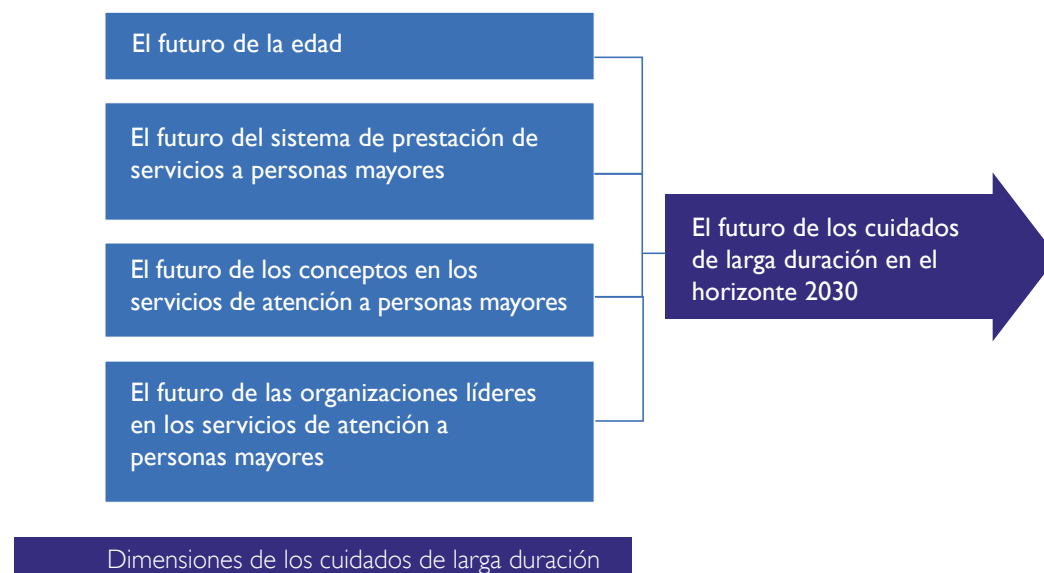 El futuro de la edad
El futuro del sistema de prestación de
servicios a personas mayores
El futuro de los conceptos en los
servicios de atención a personas mayores
El futuro de las organizaciones líderes
en los servicios de atención a
personas mayores
El futuro de los cuidados
de larga duración en el
horizonte 2030
Dimensiones de los cuidados de larga duración